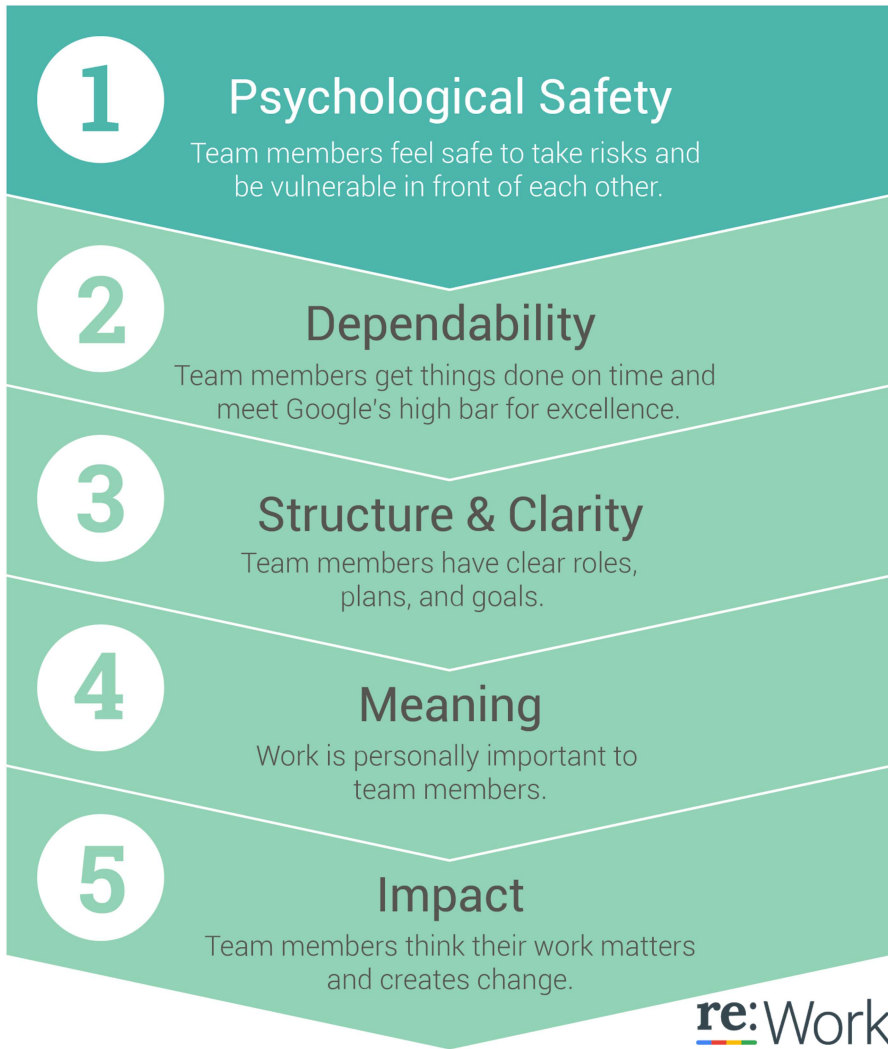 1
Psychological Safety
Team members feel safe to take risks and
be vulnerable in front of each other.
2
Dependability
Team members get things done on time and
meet Google's high bar for excellence.
3
Structure & Clarity
Team members have clear roles,
plans, and goals.
4
Meaning
Work is personally important to
team members.
5
Impact
Team members think their work matters
and creates change.
re:Work